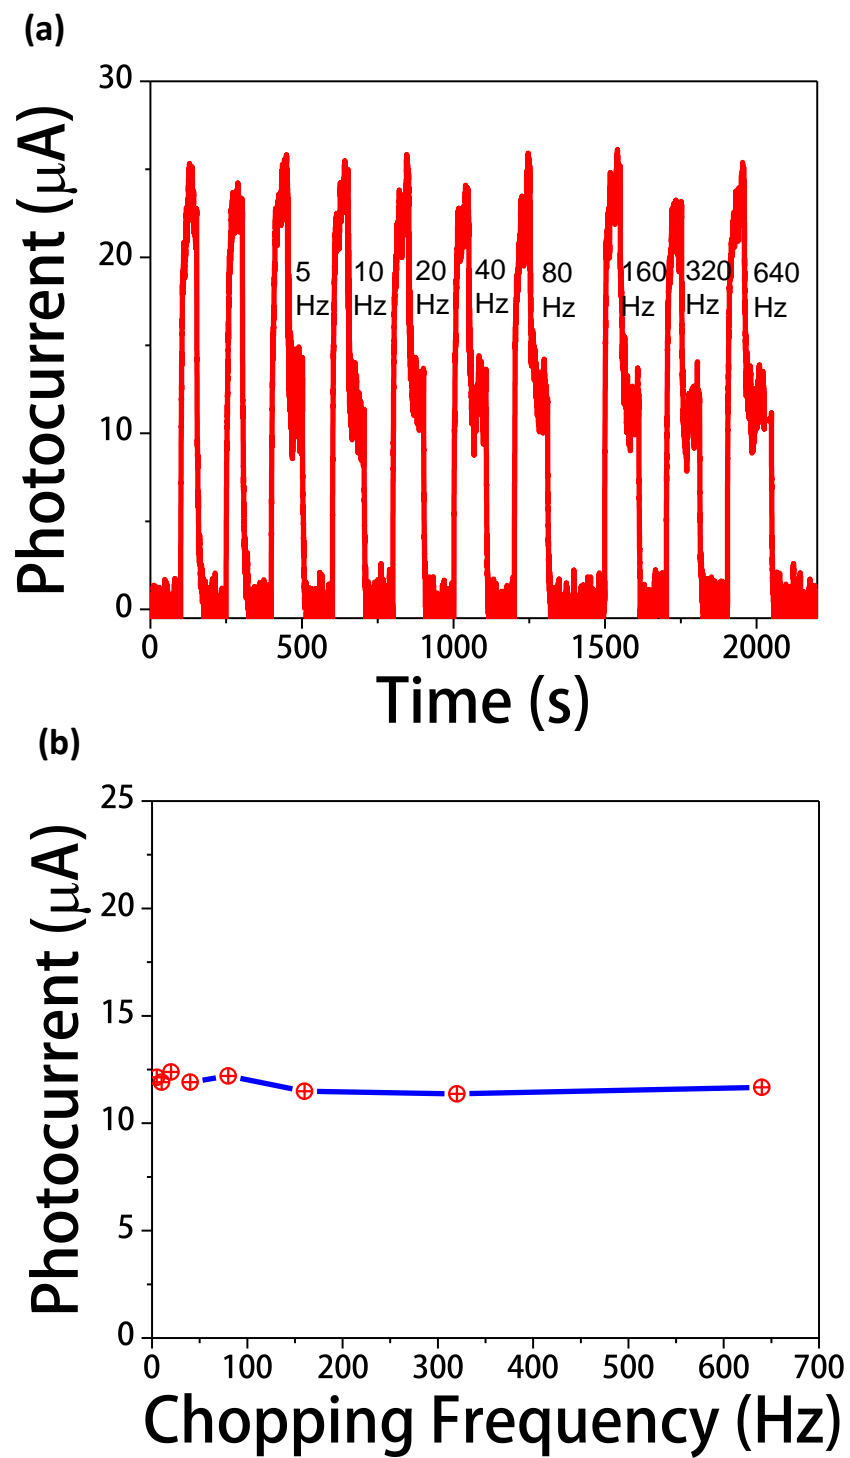 (a)
Photocurrent (μA)
30
20
10
0
5 Hz
10 Hz
20 Hz
40 Hz
80 Hz
160 Hz
320 Hz
640 Hz
0 500 1000 1500 2000
Time (s)
(b)
Photocurrent (μA)
25
20
15
10
5
0
0 100 200 300 400 500 600 700
Chopping Frequency (Hz)